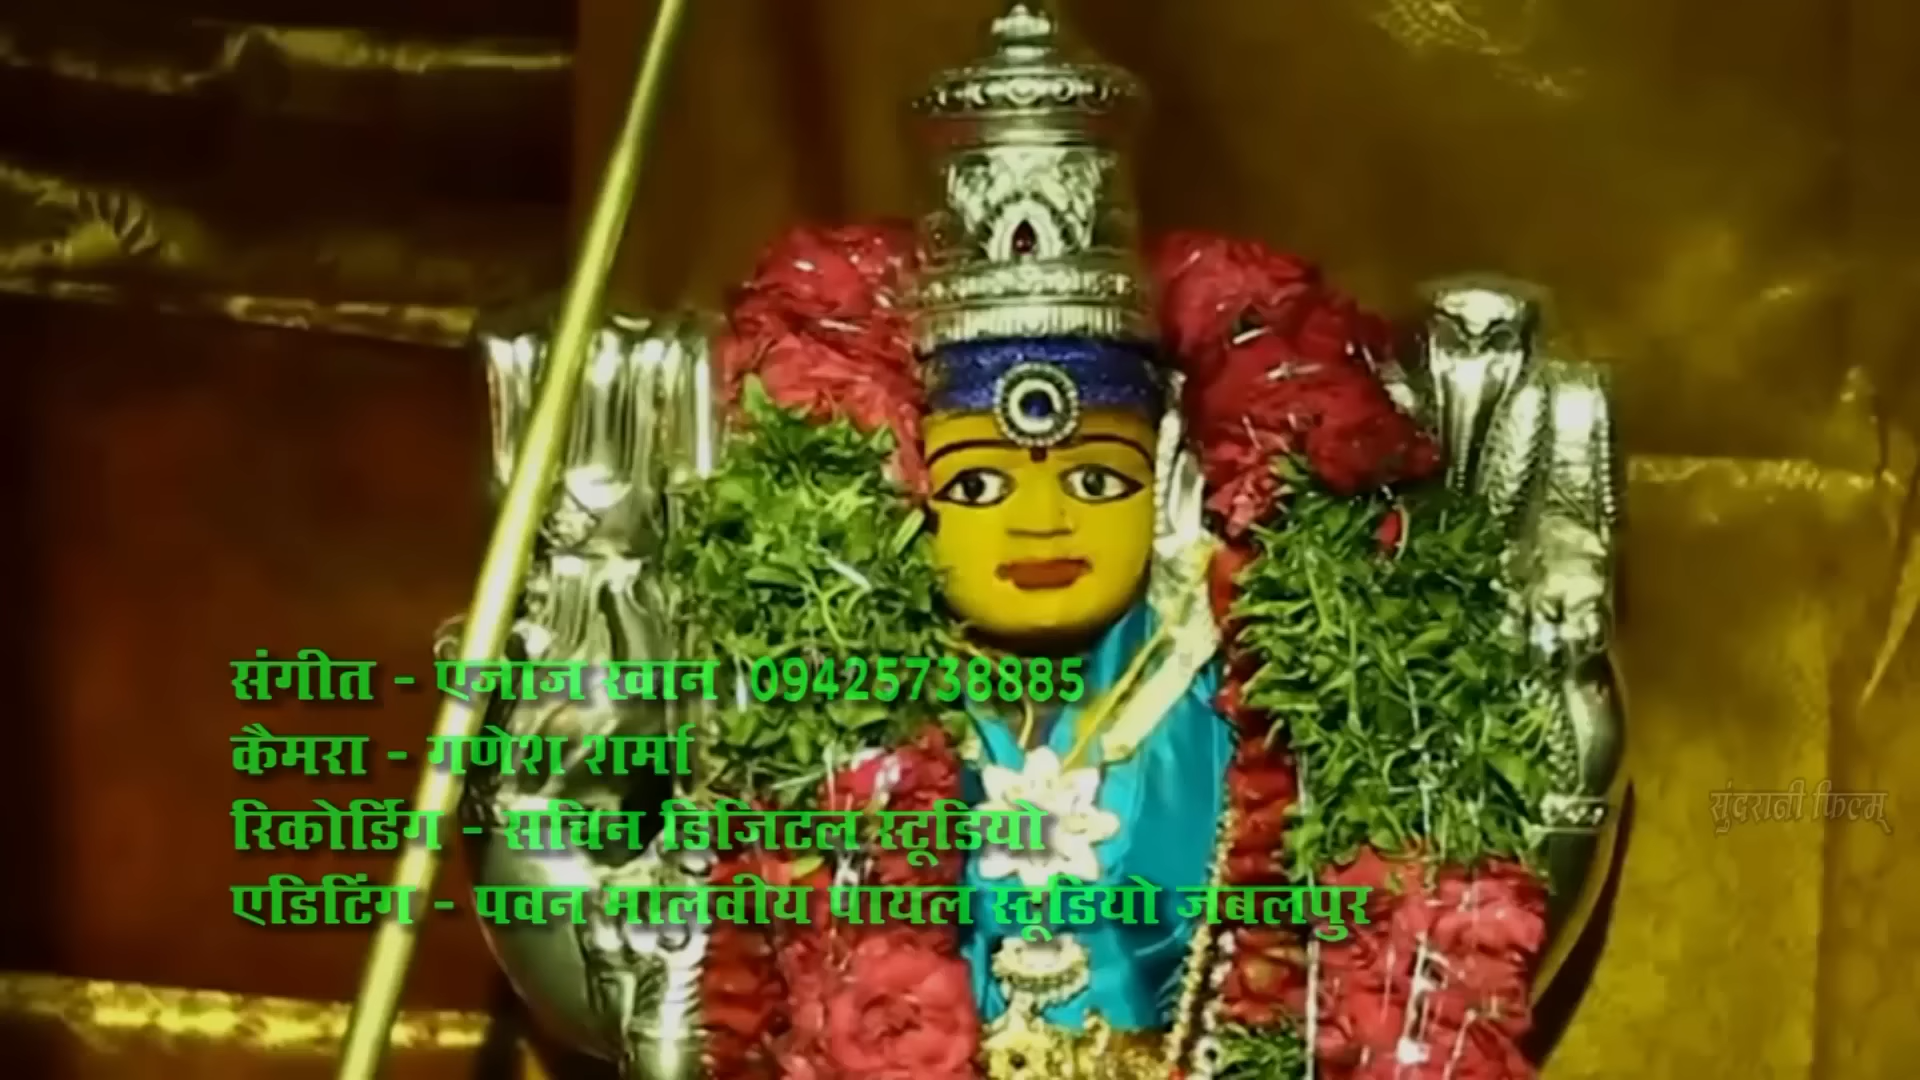 संगीत - एजाज खान 09425738885
कैमरा - गणेश शर्मा
रिकोर्डिंग - सचिन डिजिटल स्टूडियो
एडिटिंग - पवन मालवीय पायल स्टूडियो जबलपुर
सुंदरानी फिल्म्